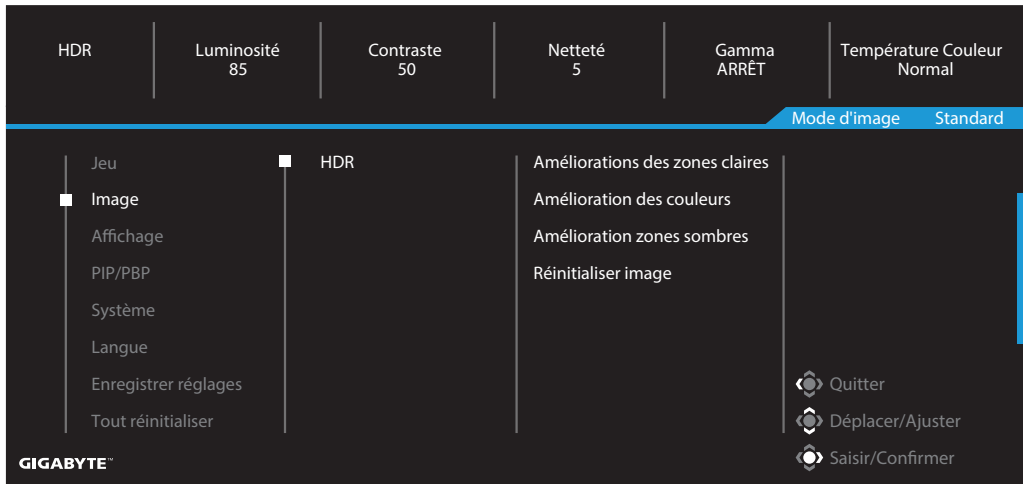 HDR
Luminosité
85
Contraste
50
Netteté
5
Gamma
ARRÊT
Température Couleur
Normal
Mode d'image Standard
Jeu
Image
Affichage
PIP/PBP
Système
Langue
Enregistrer réglages
Tout réinitialiser
HDR
Améliorations des zones claires
Amélioration des couleurs
Amélioration zones sombres
Réinitialiser image
Quitter
Déplacer/Ajuster
Saisir/Confirmer
GIGABYTE™